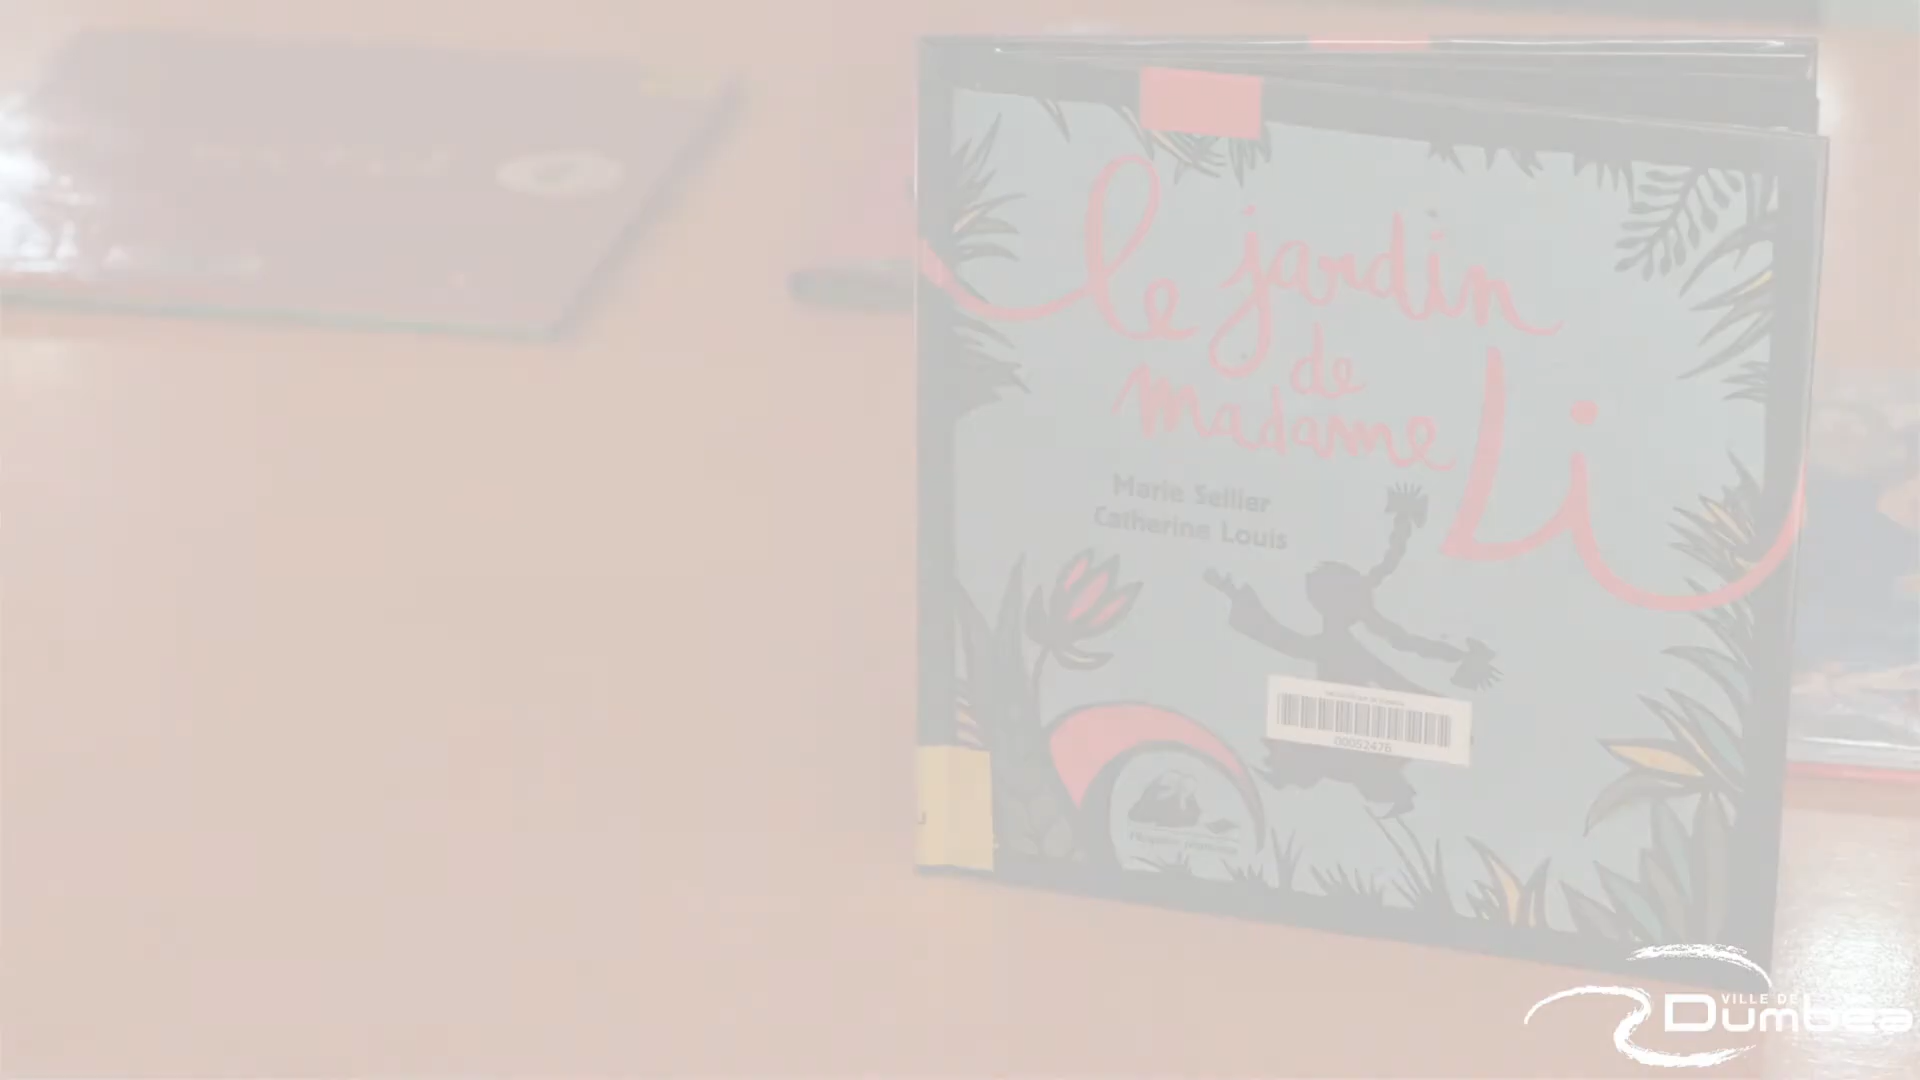 le jardin
de
madame Li
Marie Sellier
Catherine Louis
00052476
VILLE DE
Dumbéa